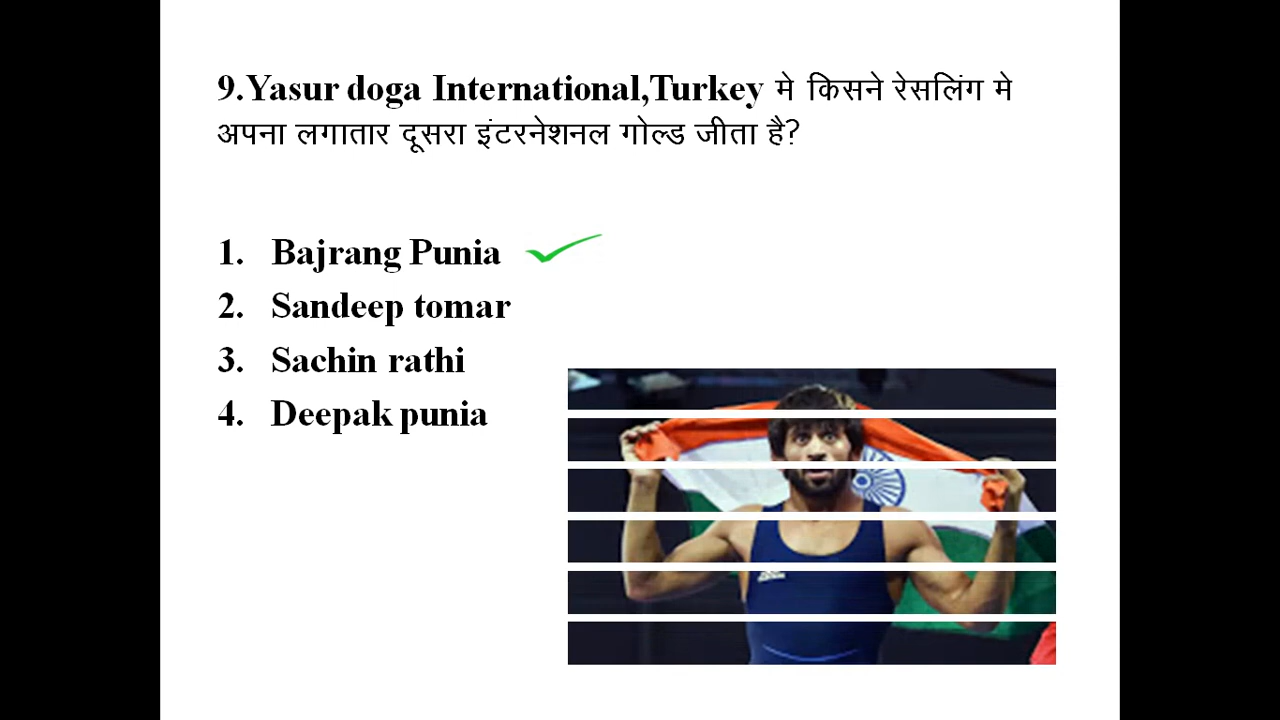 9.Yasur doga International,Turkey मे किसने रेसलिंग मे
अपना लगातार दूसरा इंटरनेशनल गोल्ड जीता है?
1. Bajrang Punia
2. Sandeep tomar
3. Sachin rathi
4. Deepak punia